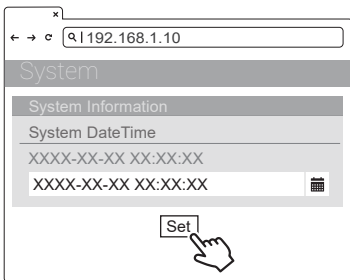 192.168.1.10
System
System Information
System DateTime
XXXX-XX-XX XX:XX:XX
XXXX-XX-XX XX:XX:XX
Set